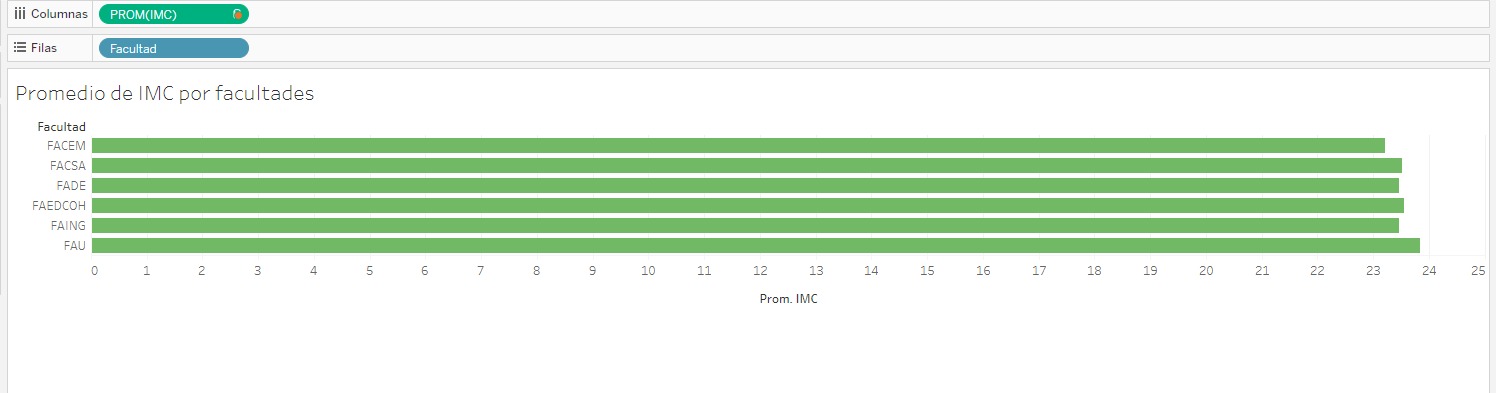 Columnas PROM(IMC)
Filas Facultad
Promedio de IMC por facultades
Facultad
FACEM
FACSA
FADE
FAEDCOH
FAING
FAU
0 1 2 3 4 5 6 7 8 9 10 11 12 13 14 15 16 17 18 19 20 21 22 23 24 25
Prom. IMC